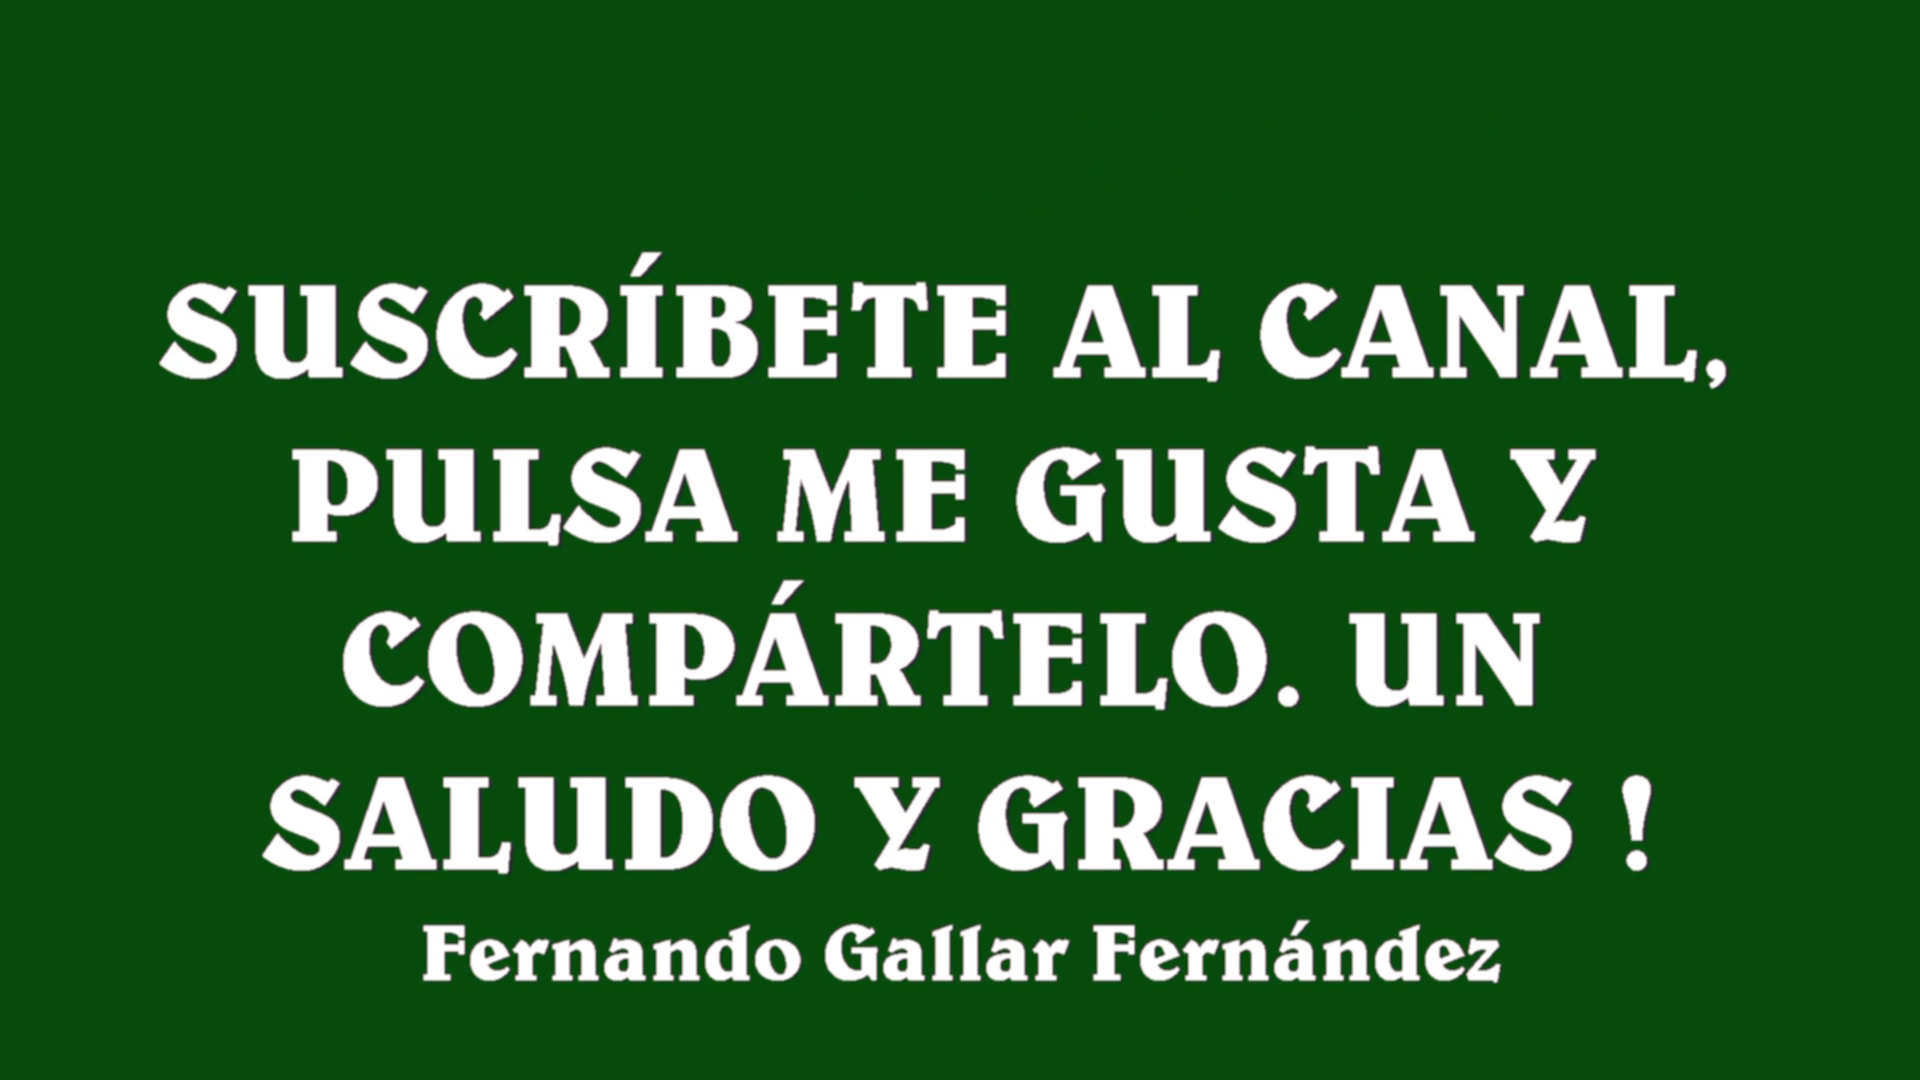 SUSCRÍBETE AL CANAL,
PULSA ME GUSTA Y
COMPÁRTELO. UN
SALUDO Y GRACIAS !
Fernando Gallar Fernández